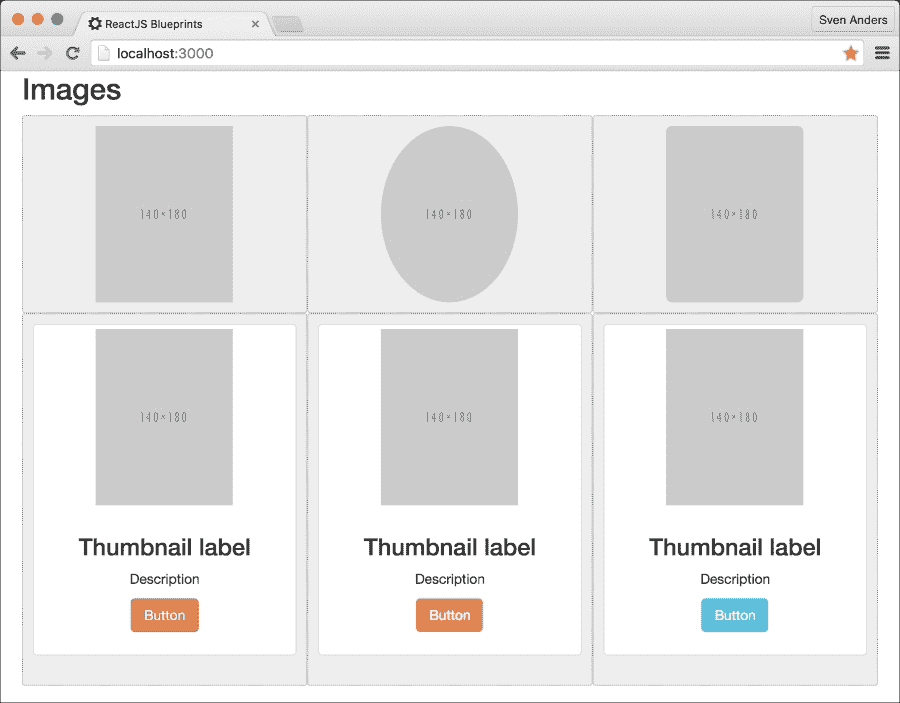 ReactJS Blueprints
Sven Anders
localhost:3000
Images
140×180 140×180 140×180
140×180 140×180 140×180
Thumbnail label Thumbnail label Thumbnail label
Description Description Description
Button Button Button